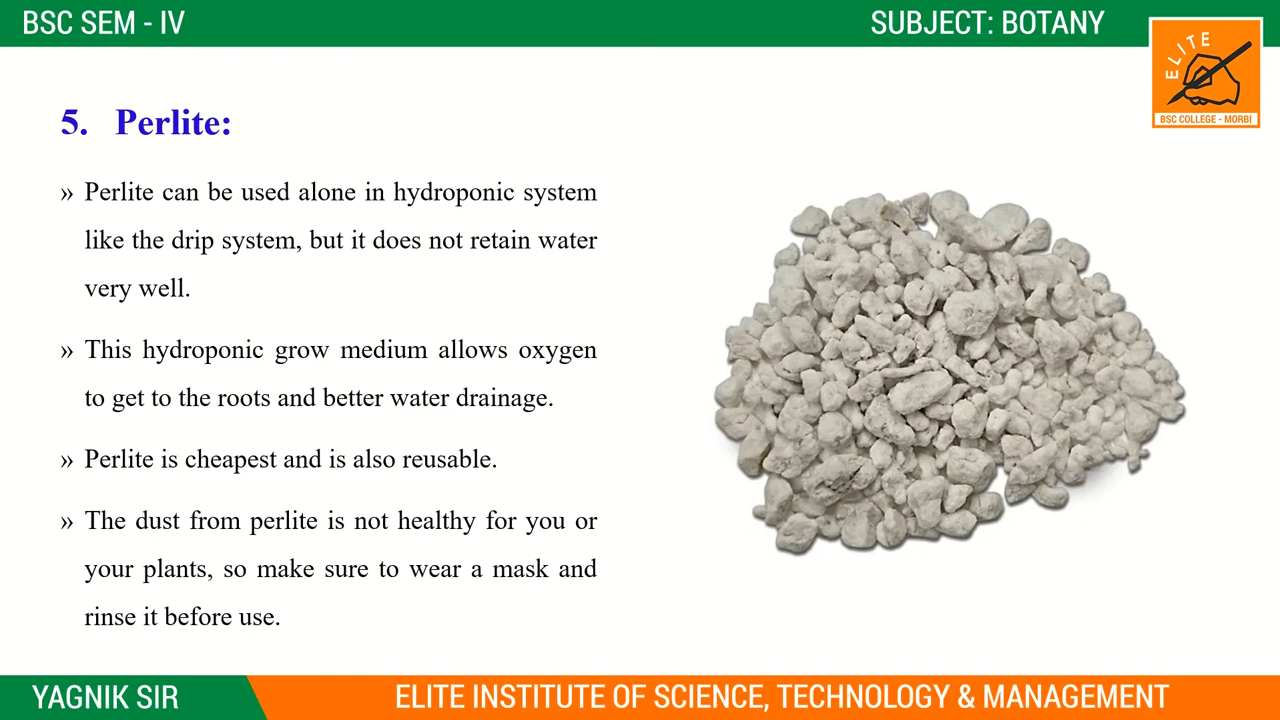 BSC SEM - IV
SUBJECT: BOTANY
ELITE
BSC COLLEGE - MORBI
5. Perlite:
» Perlite can be used alone in hydroponic system
like the drip system, but it does not retain water
very well.
» This hydroponic grow medium allows oxygen
to get to the roots and better water drainage.
» Perlite is cheapest and is also reusable.
» The dust from perlite is not healthy for you or
your plants, so make sure to wear a mask and
rinse it before use.
YAGNIK SIR
ELITE INSTITUTE OF SCIENCE, TECHNOLOGY & MANAGEMENT